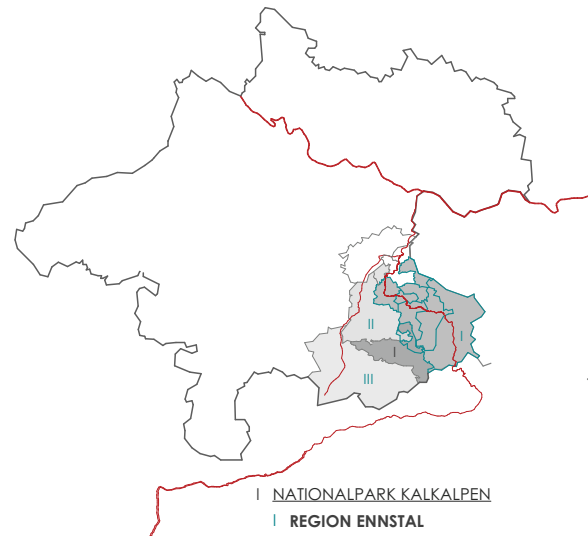 II
I
I
III
I NATIONALPARK KALKALPEN
I REGION ENNSTAL